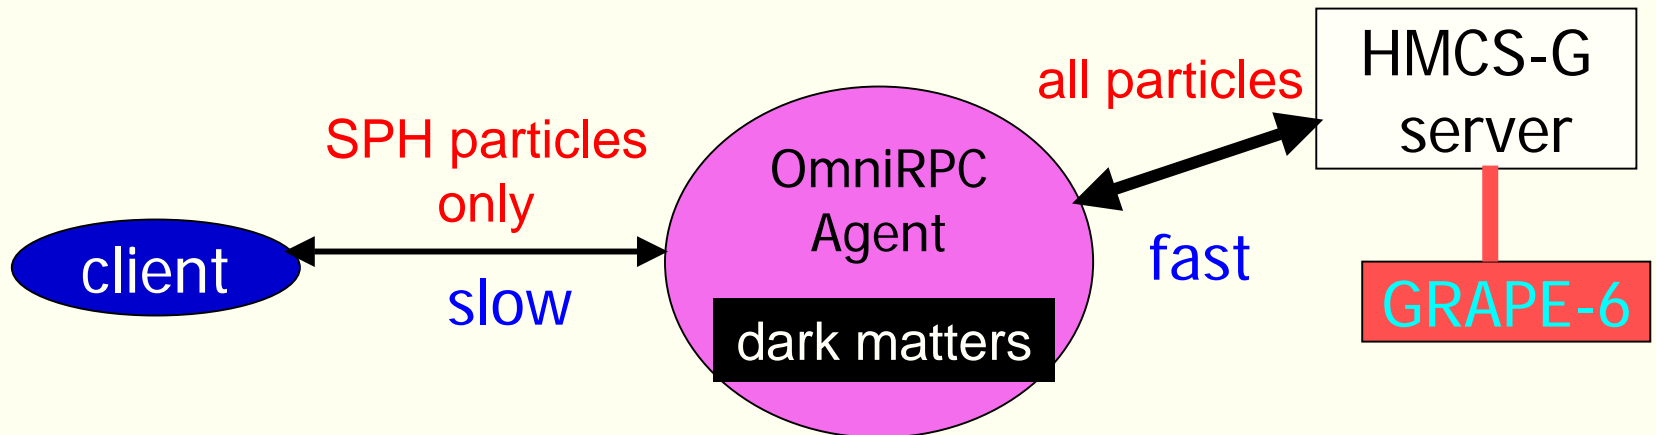 client
SPH particles
only
slow
OmniRPC
Agent
dark matters
all particles
fast
HMCS-G
server
GRAPE-6